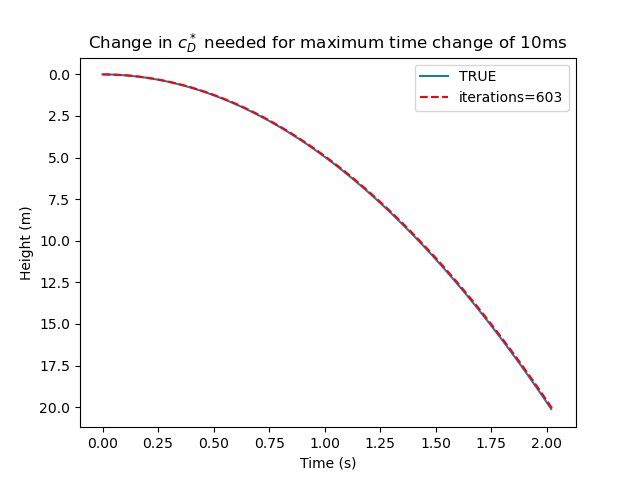 Change in $c_D^*$ needed for maximum time change of 10ms
TRUE
iterations=603
Height (m)
0.0
2.5
5.0
7.5
10.0
12.5
15.0
17.5
20.0
0.00 0.25 0.50 0.75 1.00 1.25 1.50 1.75 2.00
Time (s)